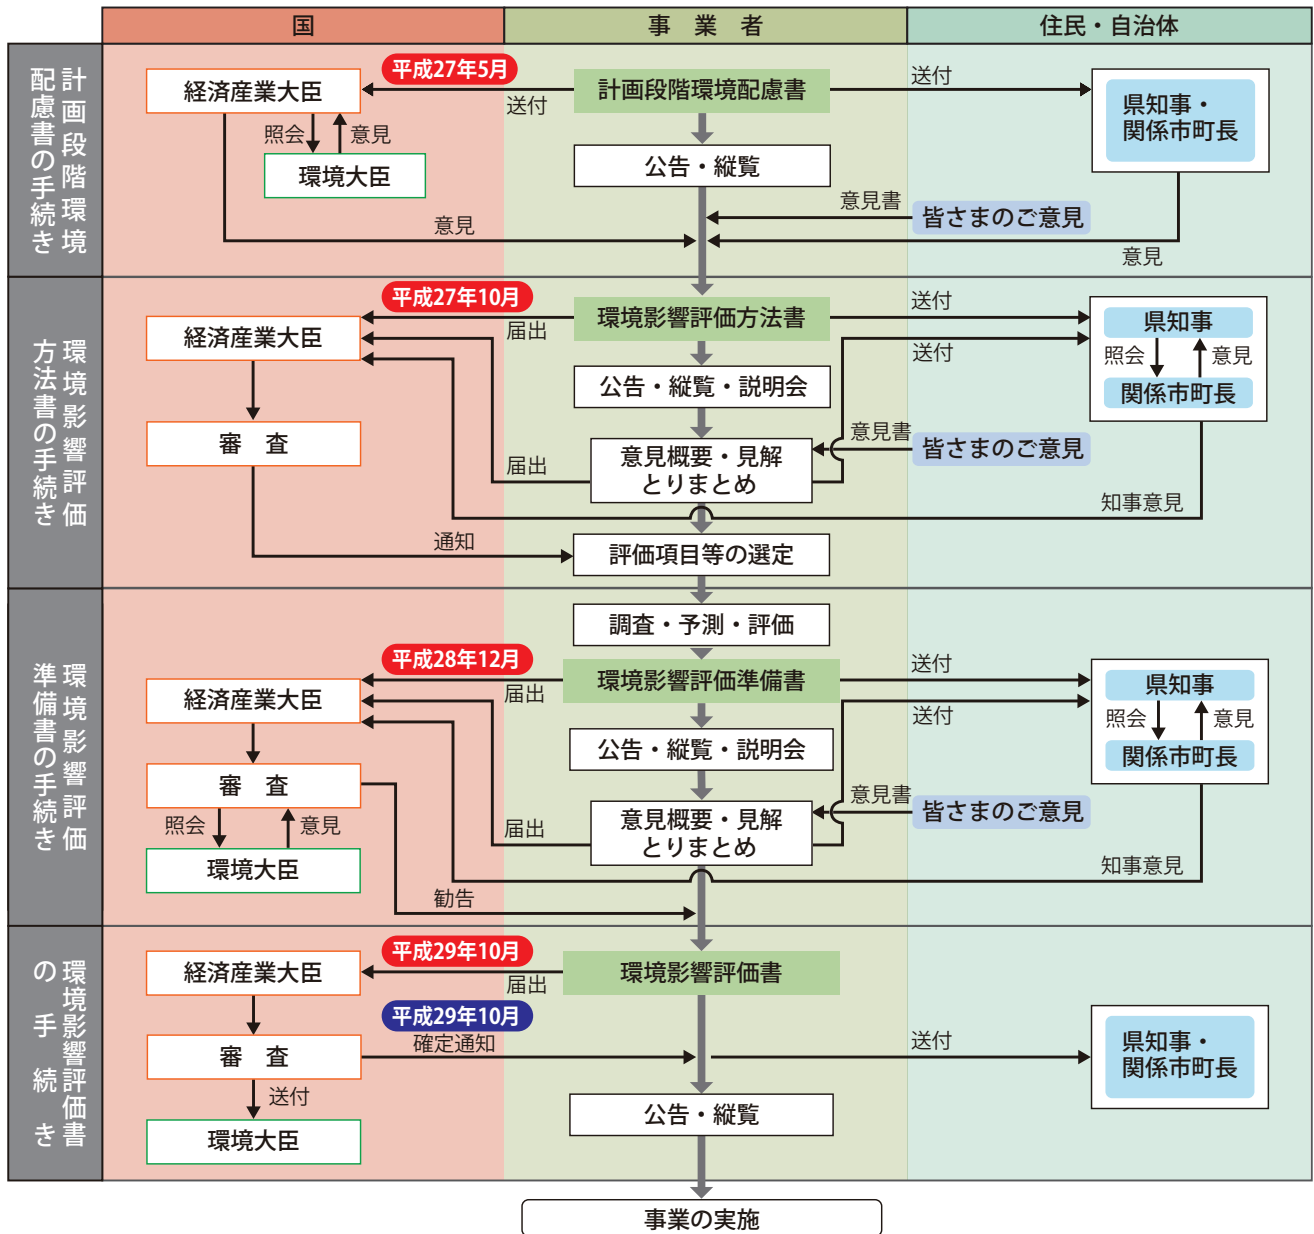 国
事業者
住民・自治体
計画段階環境
配慮書の手続き
平成27年5月
経済産業大臣
送付
計画段階環境配慮書
送付
県知事・
関係市町長
照会
意見
環境大臣
公告・縦覧
意見書
皆さまのご意見
意見
意見
環境影響評価
方法書の手続き
平成27年10月
経済産業大臣
届出
環境影響評価方法書
送付
送付
県知事
照会
意見
関係市町長
公告・縦覧・説明会
審査
意見書
皆さまのご意見
届出
意見概要・見解
とりまとめ
知事意見
通知
評価項目等の選定
環境影響評価
準備書の手続き
調査・予測・評価
平成28年12月
経済産業大臣
届出
環境影響評価準備書
送付
送付
県知事
照会
意見
関係市町長
公告・縦覧・説明会
審査
意見書
皆さまのご意見
照会
意見
届出
意見概要・見解
とりまとめ
環境大臣
知事意見
勧告
環境影響評価書
の手続き
平成29年10月
経済産業大臣
届出
環境影響評価書
平成29年10月
審査
確定通知
送付
県知事・
関係市町長
送付
環境大臣
公告・縦覧
事業の実施